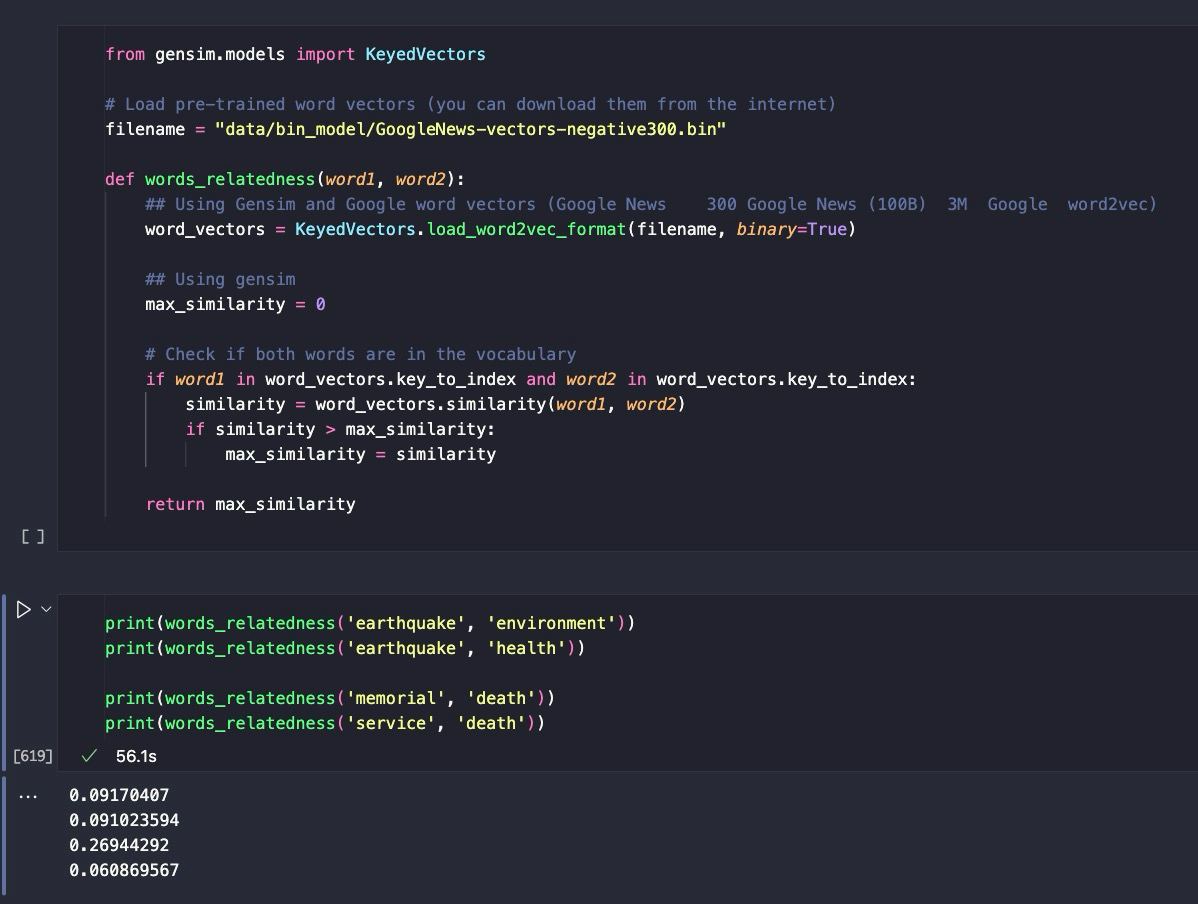 from gensim.models import KeyedVectors
# Load pre-trained word vectors (you can download them from the internet)
filename = "data/bin_model/GoogleNews-vectors-negative300.bin"
def words_relatedness(word1, word2):
## Using Gensim and Google word vectors (Google News    300 Google News (100B)  3M  Google  word2vec)
word_vectors = KeyedVectors.load_word2vec_format(filename, binary=True)
## Using gensim
max_similarity = 0
# Check if both words are in the vocabulary
if word1 in word_vectors.key_to_index and word2 in word_vectors.key_to_index:
similarity = word_vectors.similarity(word1, word2)
if similarity > max_similarity:
max_similarity = similarity
return max_similarity
[ ]
print(words_relatedness('earthquake', 'environment'))
print(words_relatedness('earthquake', 'health'))
print(words_relatedness('memorial', 'death'))
print(words_relatedness('service', 'death'))
[619] ✓ 56.1s
... 0.09170407
0.091023594
0.26944292
0.060869567